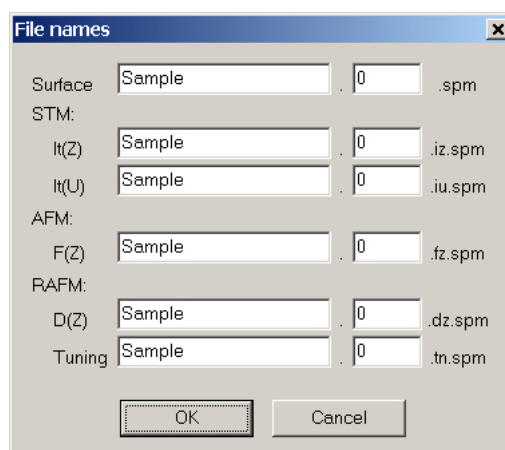 File names
Surface Sample . 0 .spm
STM:
It(Z) Sample . 0 .iz.spm
It(U) Sample . 0 .iu.spm
AFM:
F(Z) Sample . 0 .fz.spm
RAFM:
D(Z) Sample . 0 .dz.spm
Tuning Sample . 0 .tn.spm
OK Cancel